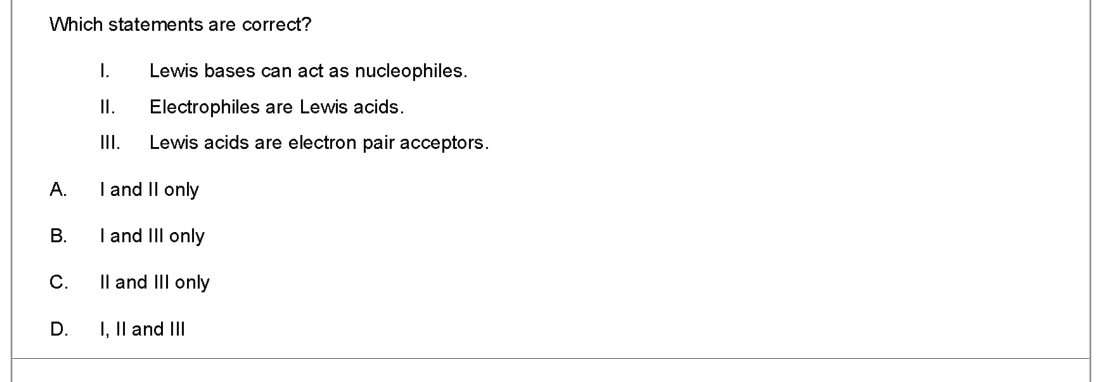 Which statements are correct?
I. Lewis bases can act as nucleophiles.
II. Electrophiles are Lewis acids.
III. Lewis acids are electron pair acceptors.
A. I and II only
B. I and III only
C. II and III only
D. I, II and III